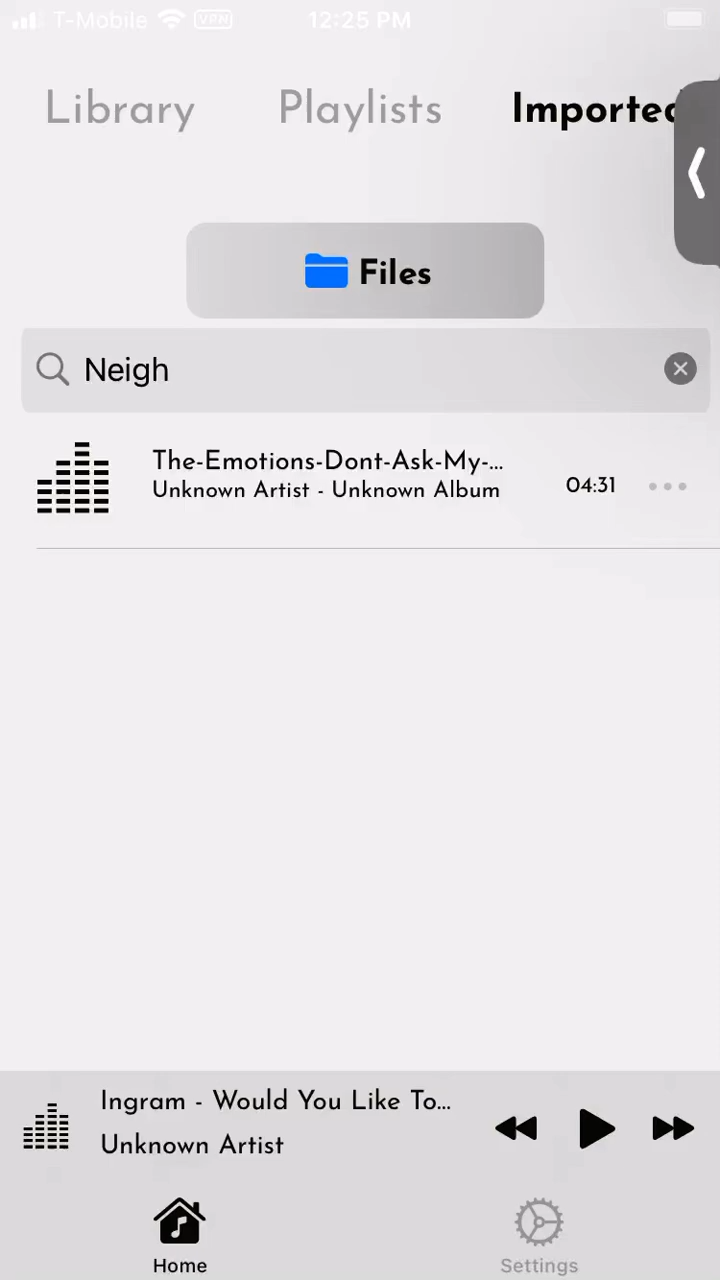 T-Mobile VPN 12:25 PM
Library Playlists Imported
Files
Neigh
The-Emotions-Dont-Ask-My-...
Unknown Artist - Unknown Album
04:31
Ingram - Would You Like To...
Unknown Artist
Home Settings